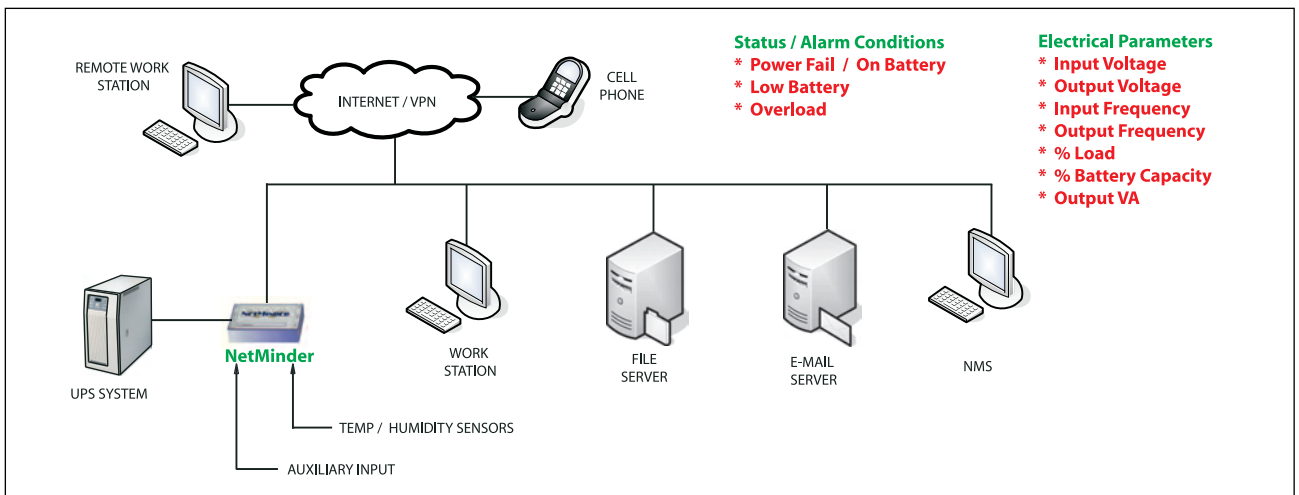 REMOTE WORK
STATION
INTERNET / VPN
CELL
PHONE
Status / Alarm Conditions
* Power Fail / On Battery
* Low Battery
* Overload
Electrical Parameters
* Input Voltage
* Output Voltage
* Input Frequency
* Output Frequency
* % Load
* % Battery Capacity
* Output VA
UPS SYSTEM
NetMinder
NetMinder
WORK
STATION
FILE
SERVER
E-MAIL
SERVER
NMS
TEMP / HUMIDITY SENSORS
AUXILIARY INPUT